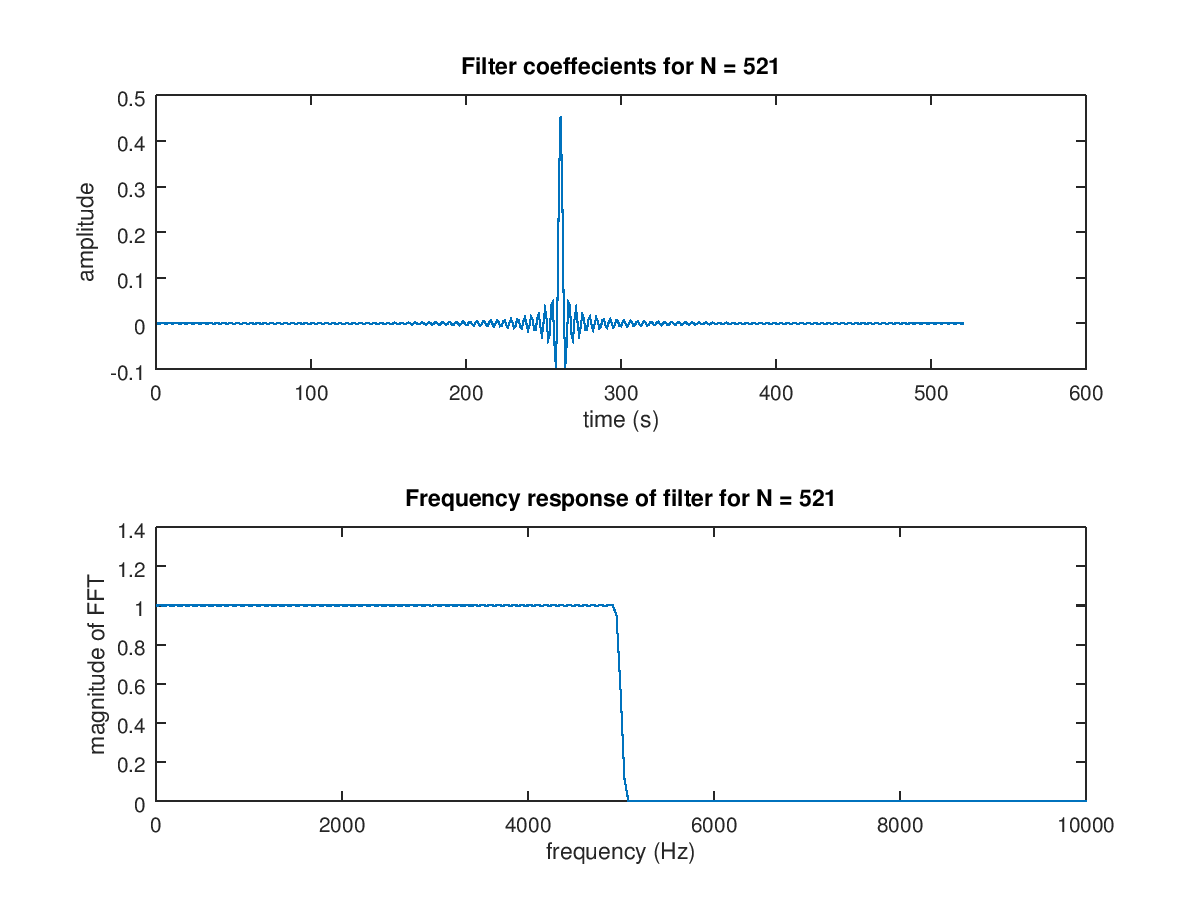 Filter coeffecients for N = 521
0.5
0.4
0.3
0.2
0.1
0
-0.1
amplitude
0 100 200 300 400 500 600
time (s)
Frequency response of filter for N = 521
1.4
1.2
1
0.8
0.6
0.4
0.2
0
magnitude of FFT
0 2000 4000 6000 8000 10000
frequency (Hz)